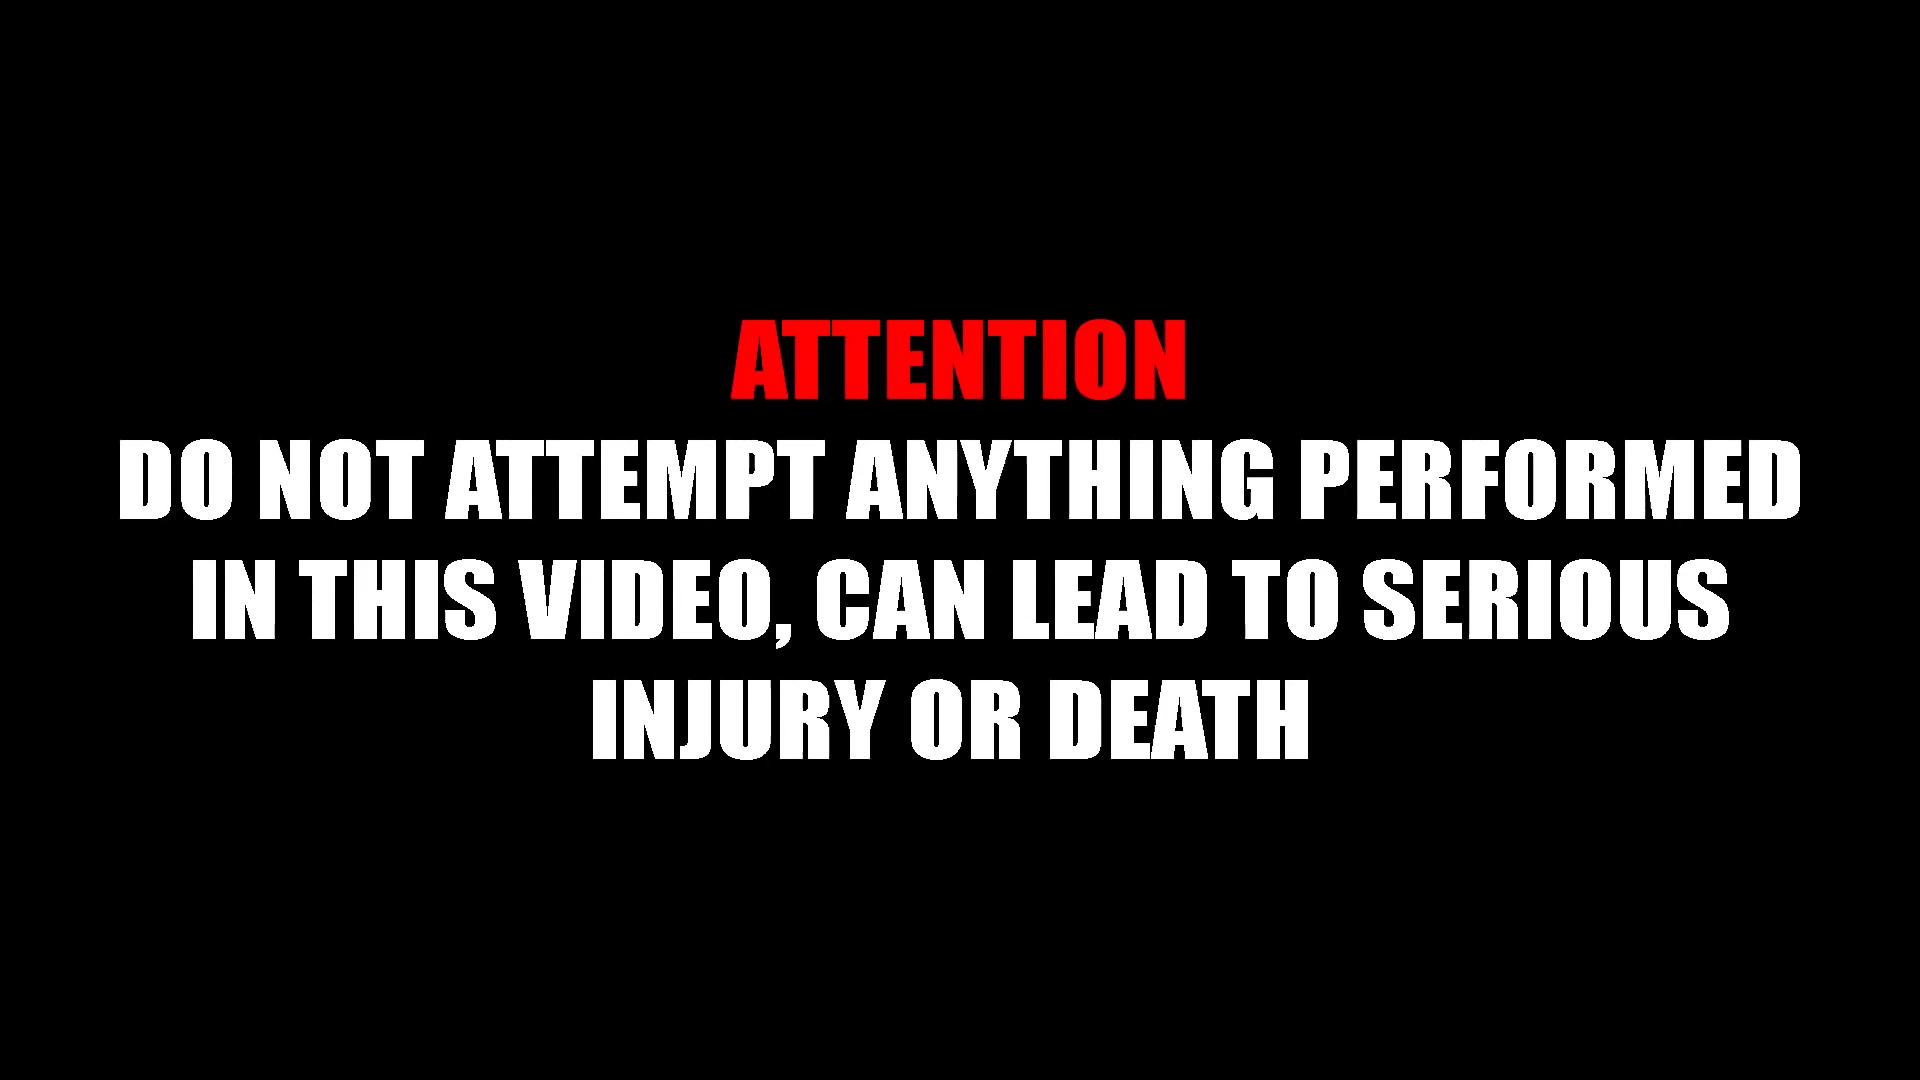 ATTENTION
DO NOT ATTEMPT ANYTHING PERFORMED
IN THIS VIDEO, CAN LEAD TO SERIOUS
INJURY OR DEATH